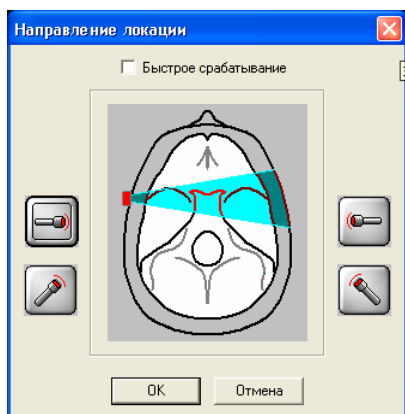 Направление локации
Быстрое срабатывание
OK
Отмена